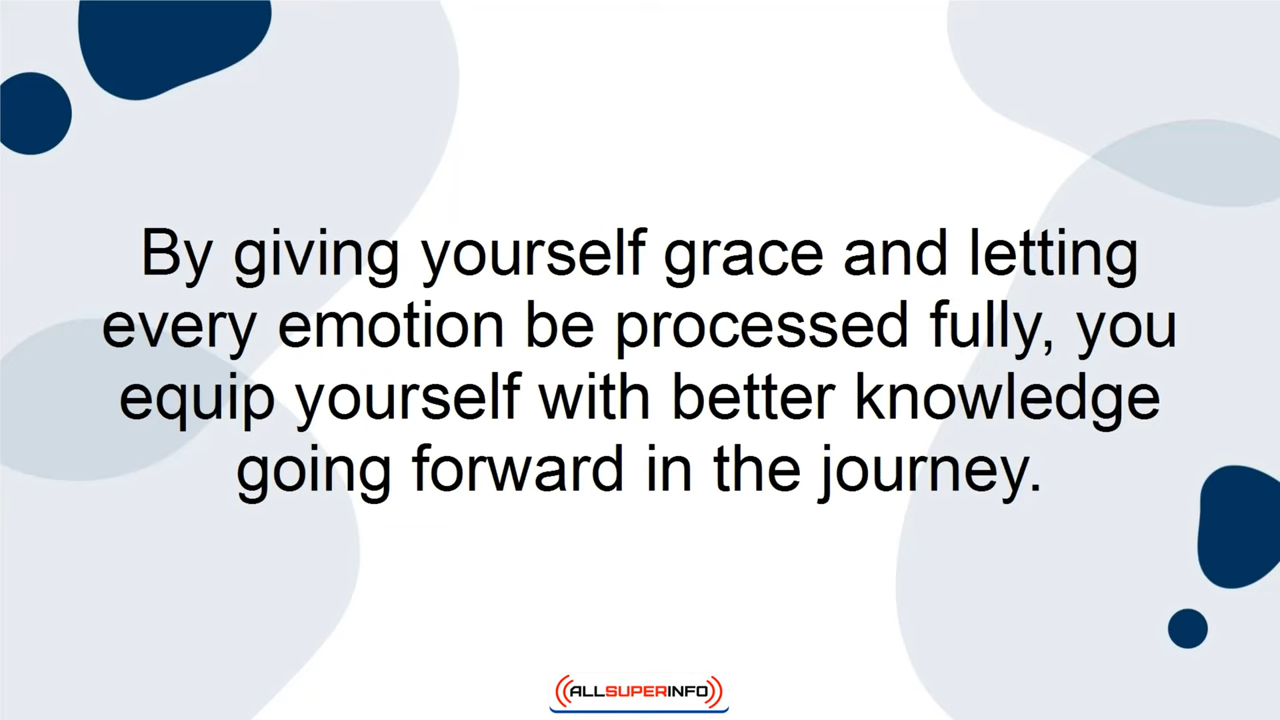 By giving yourself grace and letting
every emotion be processed fully, you
equip yourself with better knowledge
going forward in the journey.
ALLSUPERINFO